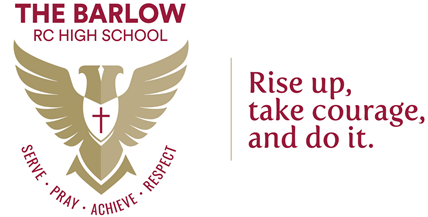 THE BARLOW
RC HIGH SCHOOL
SERVE • PRAY • ACHIEVE • RESPECT
Rise up,
take courage,
and do it.